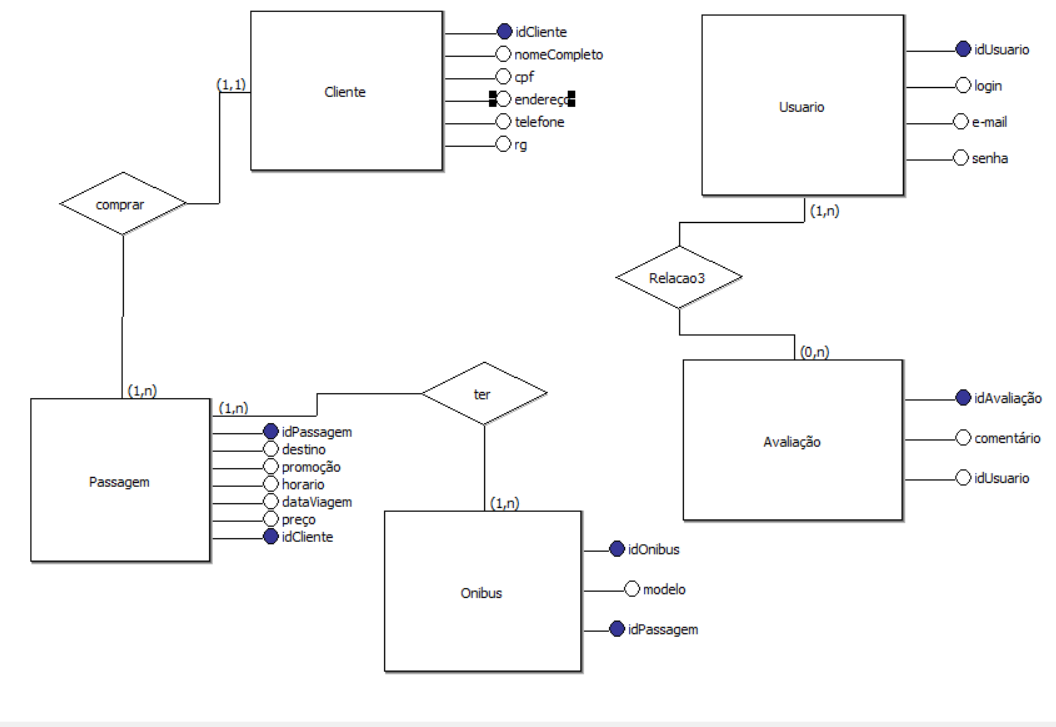 Cliente
idCliente
nomeCompleto
cpf
endereço
telefone
rg
(1,1)
comprar
(1,n)
Passagem
idPassagem
destino
promoção
horario
dataViagem
preço
idCliente
(1,n)
ter
(1,n)
Onibus
idOnibus
modelo
idPassagem
Usuario
idUsuario
login
e-mail
senha
(1,n)
Relacao3
(0,n)
Avaliação
idAvaliação
comentário
idUsuario